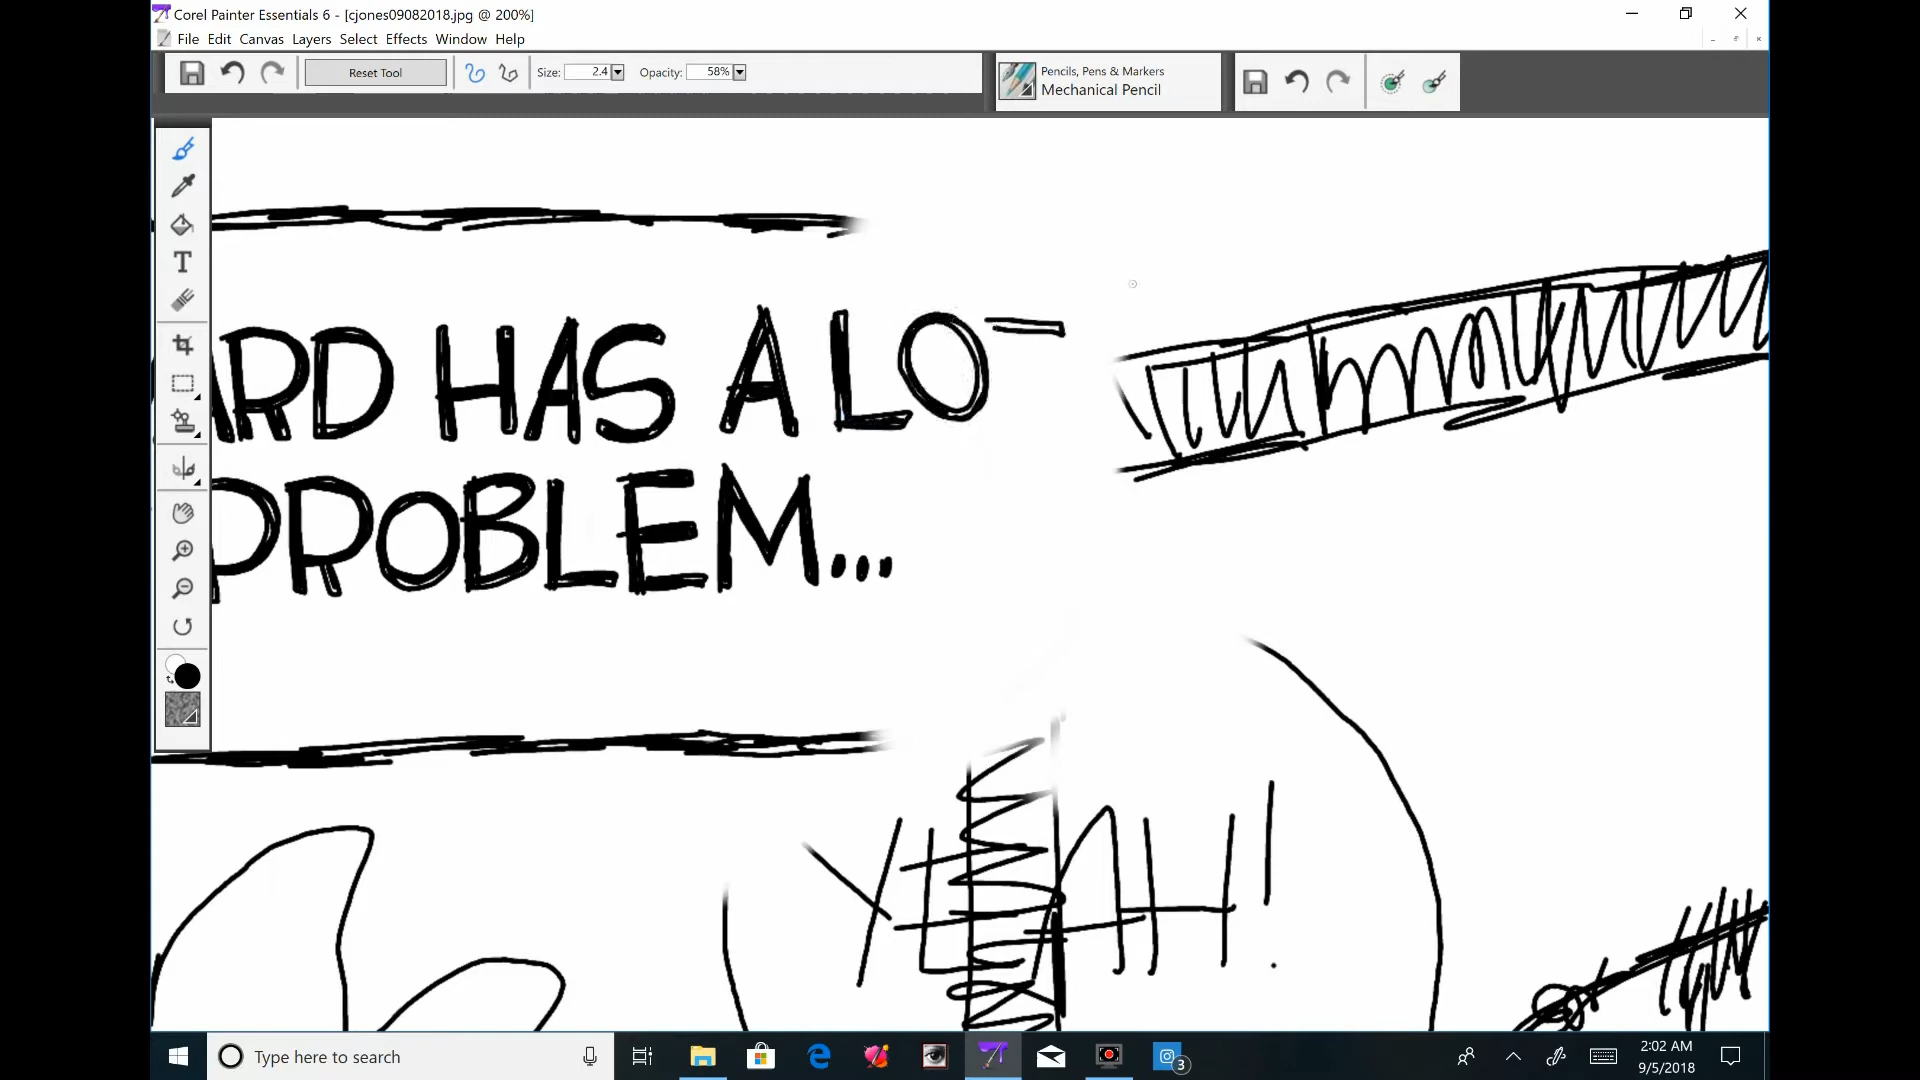 Corel Painter Essentials 6 - [cjones09082018.jpg @ 200%]
File Edit Canvas Layers Select Effects Window Help
Reset Tool
Size: 2.4
Opacity: 58%
Pencils, Pens & Markers
Mechanical Pencil
T
ARD HAS A LO
PROBLEM...
YEAH!
Type here to search
3
2:02 AM
9/5/2018